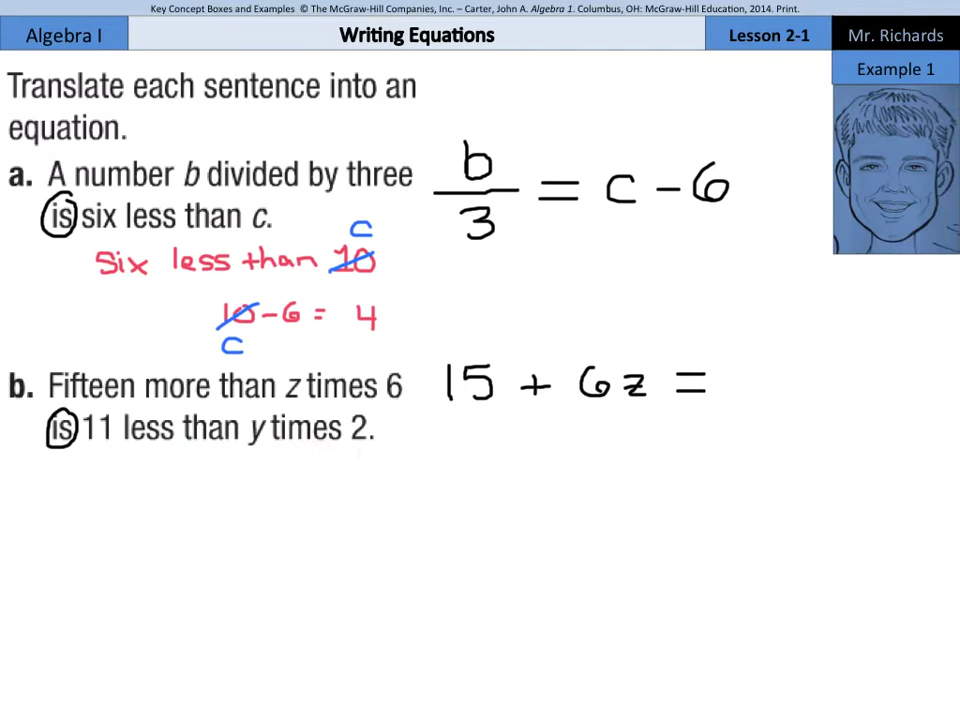 Key Concept Boxes and Examples © The McGraw-Hill Companies, Inc. – Carter, John A. Algebra 1. Columbus, OH: McGraw-Hill Education, 2014. Print.
Algebra I
Writing Equations
Lesson 2-1
Mr. Richards
Example 1
Translate each sentence into an
equation.
a. A number b divided by three
is six less than c.
b/3 = c - 6
c
six less than 10
10 - 6 = 4
c
b. Fifteen more than z times 6
is 11 less than y times 2.
15 + 6z =